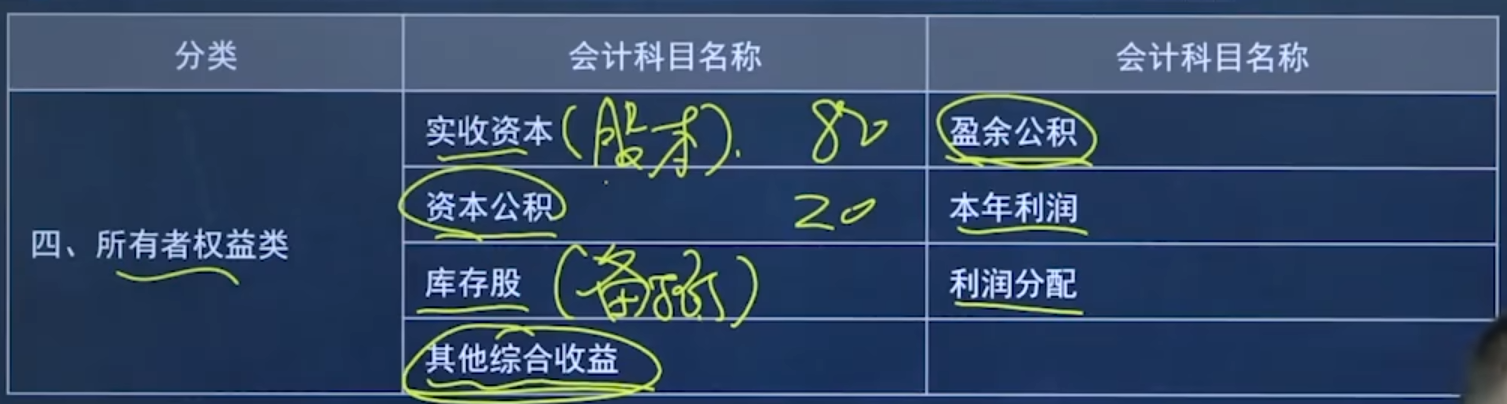 分类 会计科目名称 会计科目名称
实收资本(股本). 80 盈余公积
资本公积 20 本年利润
四、所有者权益类
库存股(备抵) 利润分配
其他综合收益